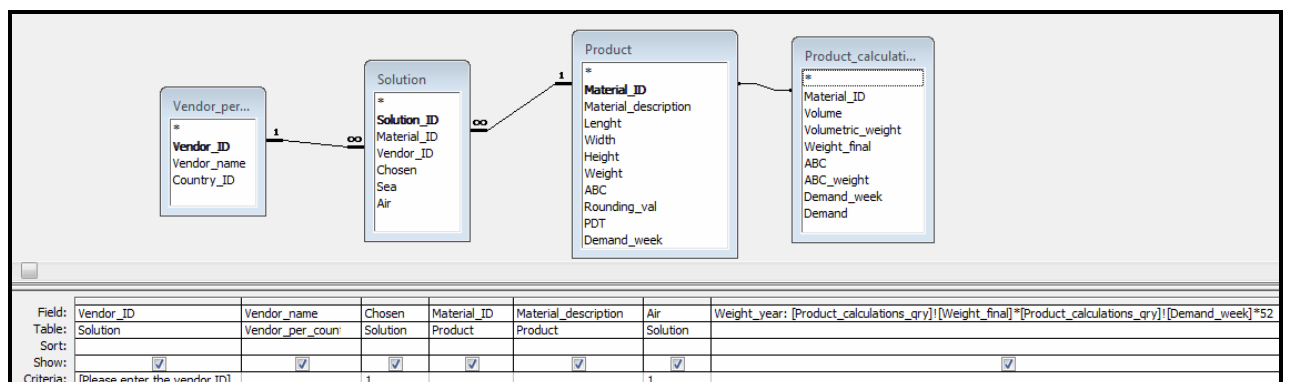 Vendor_per...
*
Vendor_ID
Vendor_name
Country_ID
1
∞
Solution
*
Solution_ID
Material_ID
Vendor_ID
Chosen
Sea
Air
∞
1
Product
*
Material_ID
Material_description
Lenght
Width
Height
Weight
ABC
Rounding_val
PDT
Demand_week
Product_calculati...
*
Material_ID
Volume
Volumetric_weight
Weight_final
ABC
ABC_weight
Demand_week
Demand
Field: Vendor_ID Vendor_name Chosen Material_ID Material_description Air Weight_year: [Product_calculations_qry]![Weight_final]*[Product_calculations_qry]![Demand_week]*52
Table: Solution Vendor_per_coun Solution Product Product Solution
Sort:
Show:
Criteria: [Please enter the vendor ID] 1 1